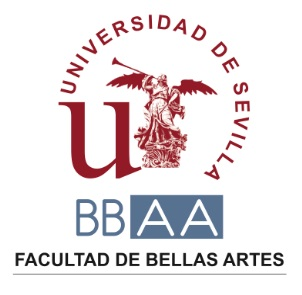 UNIVERSIDAD DE SEVILLA
u
BBAA
FACULTAD DE BELLAS ARTES